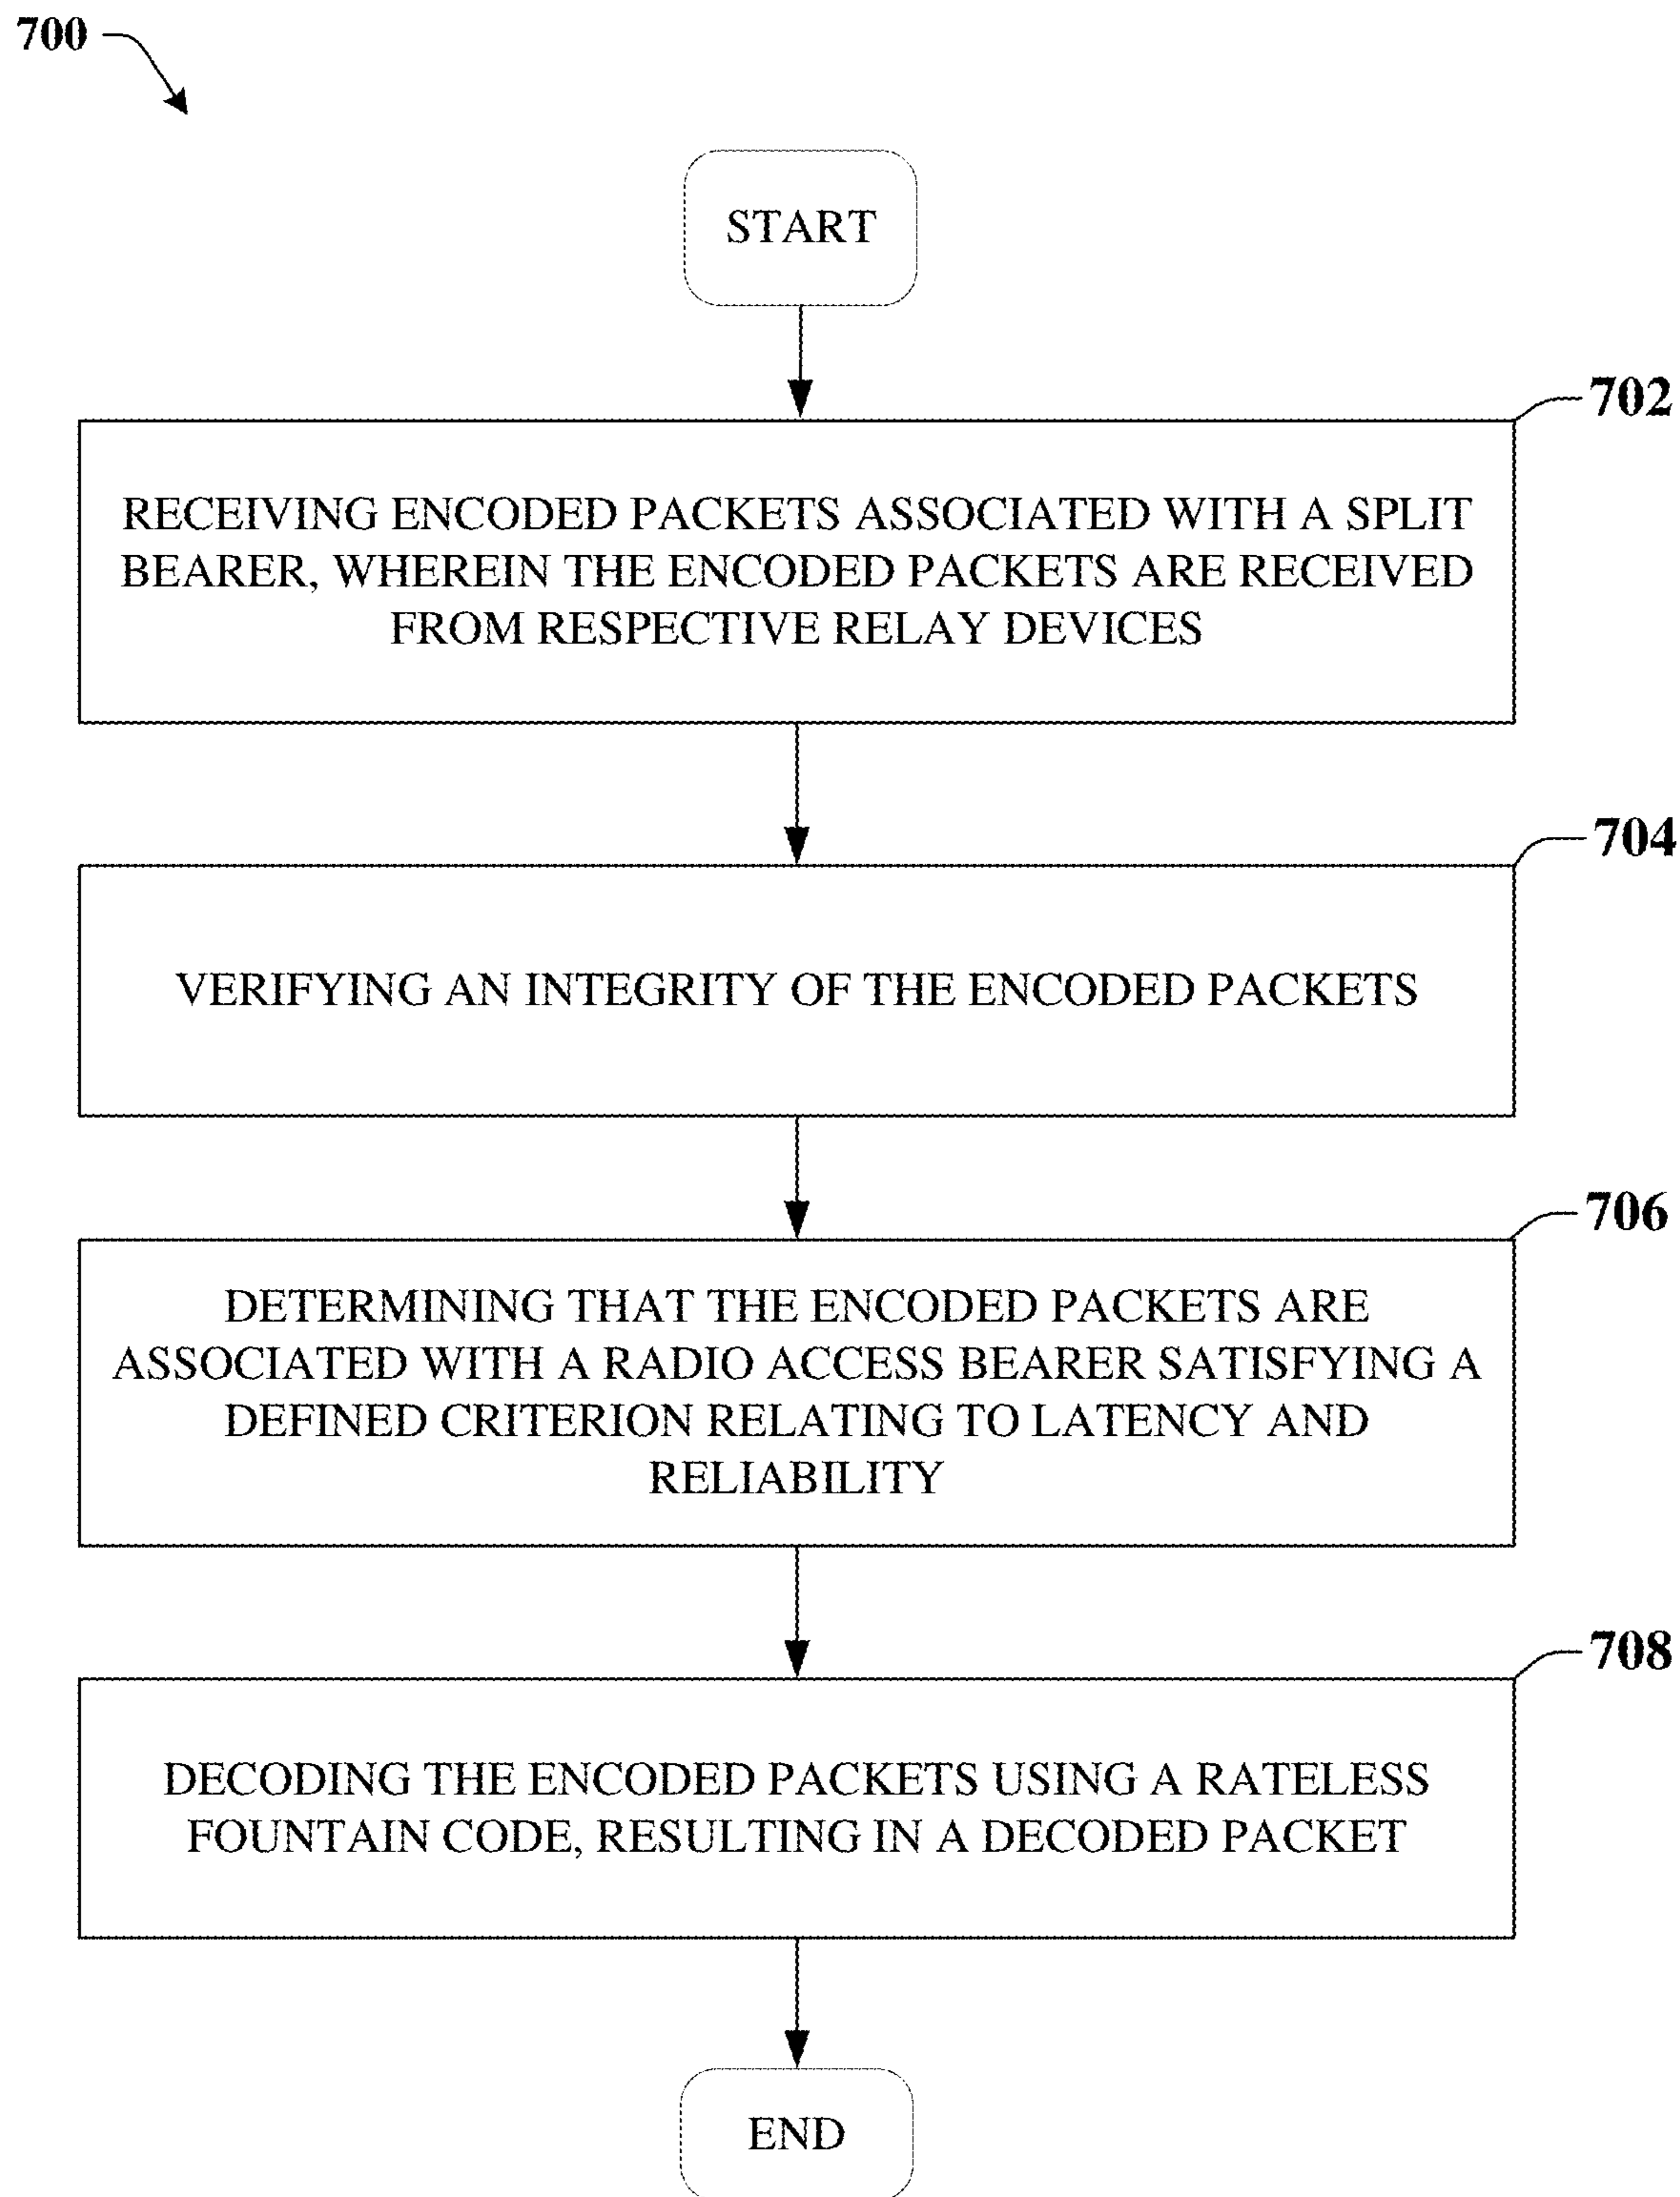 700
START
702
RECEIVING ENCODED PACKETS ASSOCIATED WITH A SPLIT
BEARER, WHEREIN THE ENCODED PACKETS ARE RECEIVED
FROM RESPECTIVE RELAY DEVICES
704
VERIFYING AN INTEGRITY OF THE ENCODED PACKETS
706
DETERMINING THAT THE ENCODED PACKETS ARE
ASSOCIATED WITH A RADIO ACCESS BEARER SATISFYING A
DEFINED CRITERION RELATING TO LATENCY AND
RELIABILITY
708
DECODING THE ENCODED PACKETS USING A RATELESS
FOUNTAIN CODE, RESULTING IN A DECODED PACKET
END